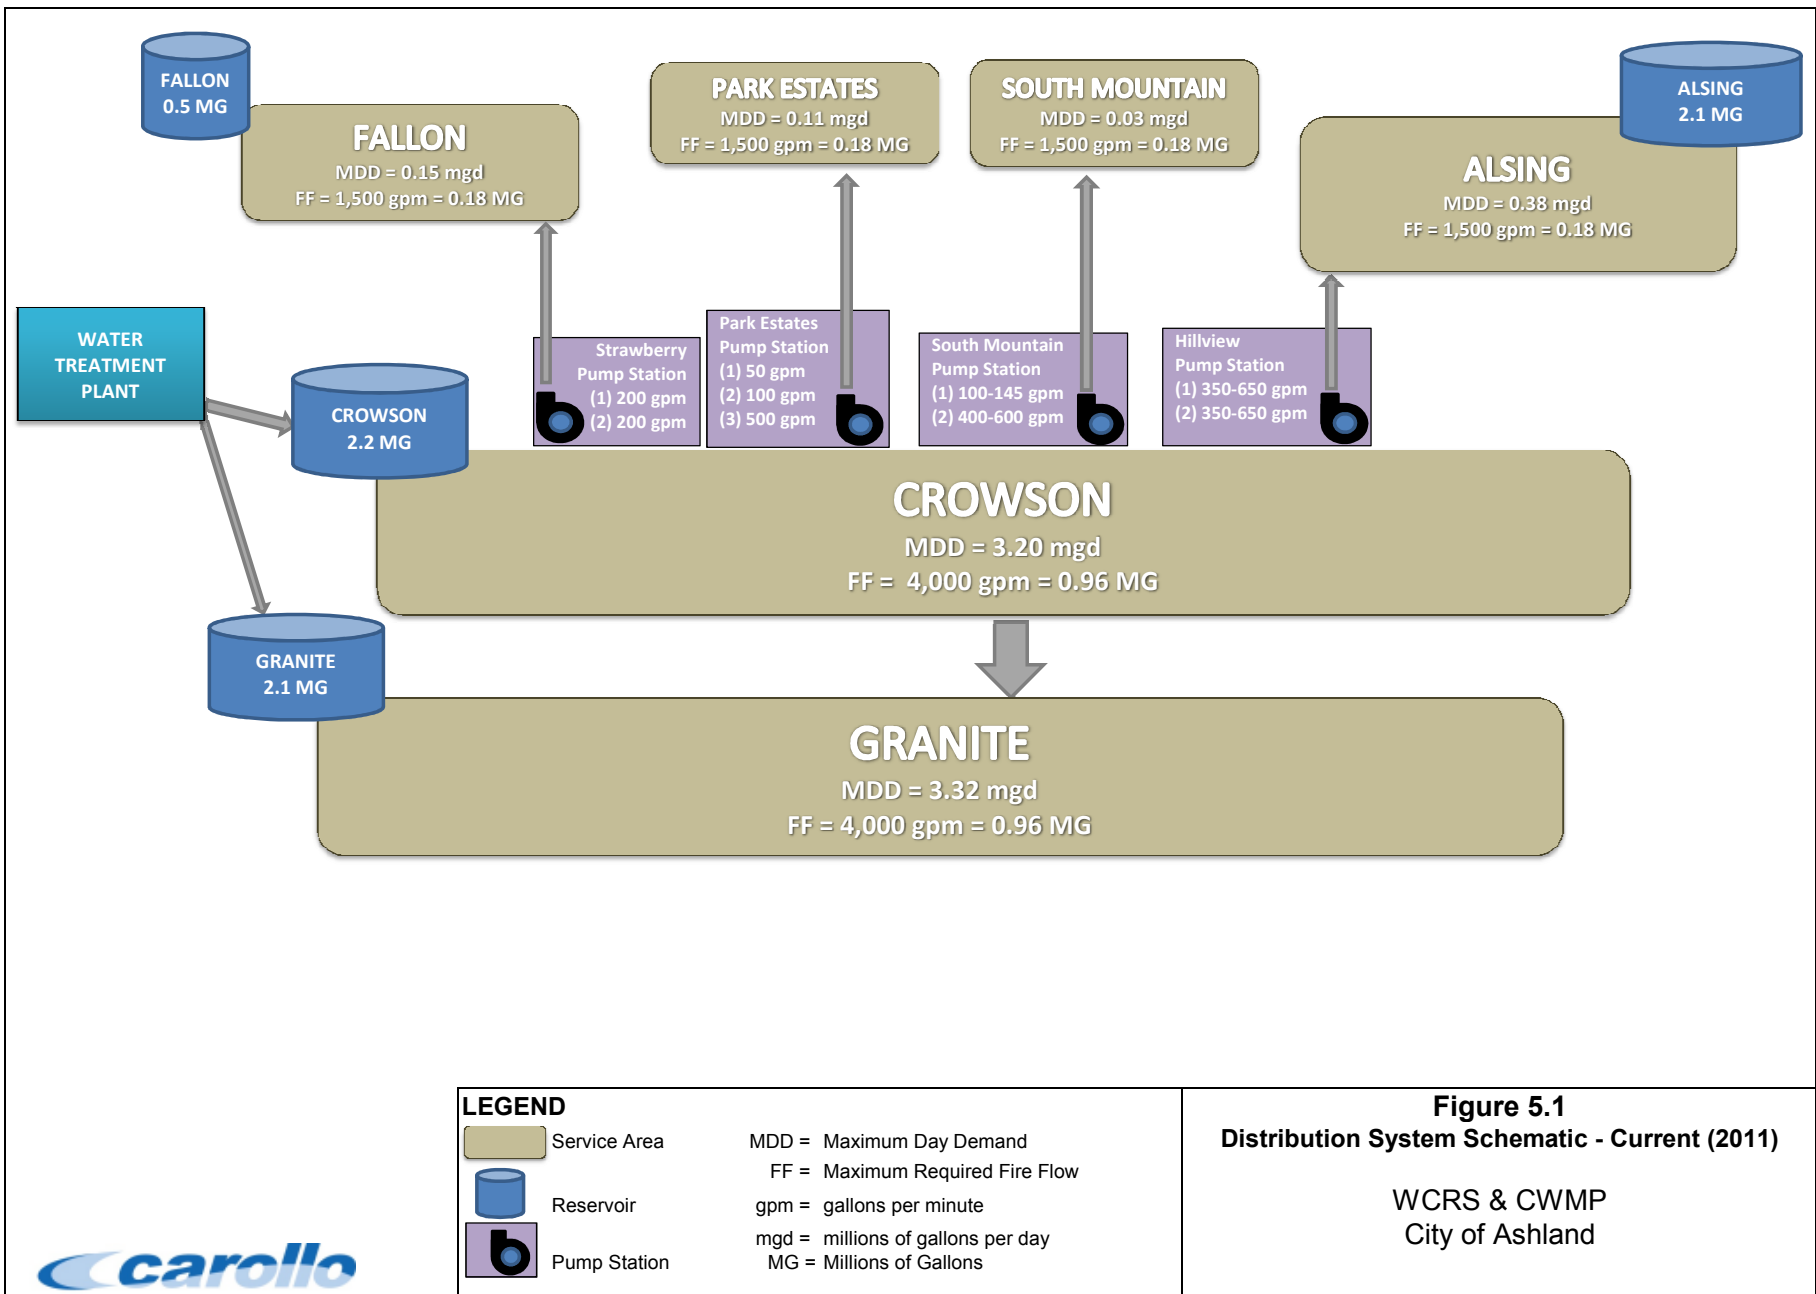 FALLON
0.5 MG
FALLON
MDD = 0.15 mgd
FF = 1,500 gpm = 0.18 MG
PARK ESTATES
MDD = 0.11 mgd
FF = 1,500 gpm = 0.18 MG
SOUTH MOUNTAIN
MDD = 0.03 mgd
FF = 1,500 gpm = 0.18 MG
ALSING
2.1 MG
ALSING
MDD = 0.38 mgd
FF = 1,500 gpm = 0.18 MG
WATER
TREATMENT
PLANT
Strawberry
Pump Station
(1) 200 gpm
(2) 200 gpm
Park Estates
Pump Station
(1) 50 gpm
(2) 100 gpm
(3) 500 gpm
South Mountain
Pump Station
(1) 100-145 gpm
(2) 400-600 gpm
Hillview
Pump Station
(1) 350-650 gpm
(2) 350-650 gpm
CROWSON
2.2 MG
CROWSON
MDD = 3.20 mgd
FF = 4,000 gpm = 0.96 MG
GRANITE
2.1 MG
GRANITE
MDD = 3.32 mgd
FF = 4,000 gpm = 0.96 MG
LEGEND
Service Area
Reservoir
Pump Station
MDD = Maximum Day Demand
FF = Maximum Required Fire Flow
gpm = gallons per minute
mgd = millions of gallons per day
MG = Millions of Gallons
Figure 5.1
Distribution System Schematic - Current (2011)
WCRS & CWMP
City of Ashland
carollo